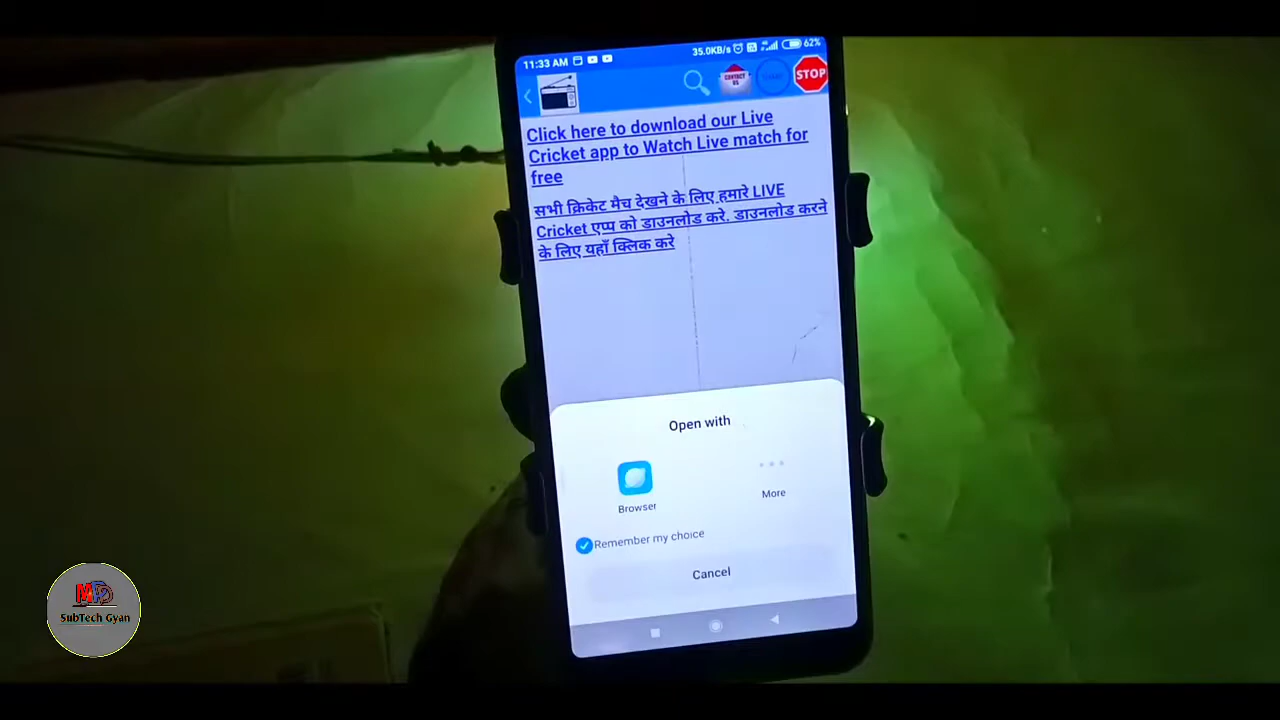 11:33 AM
35.0KB/s
62%
CONTACT US
STOP
Click here to download our Live
Cricket app to Watch Live match for
free
सभी क्रिकेट मैच देखने के लिए हमारे LIVE
Cricket एप्प को डाउनलोड करे. डाउनलोड करने
के लिए यहाँ क्लिक करे
Open with
Browser
More
Remember my choice
Cancel
SubTech Gyan